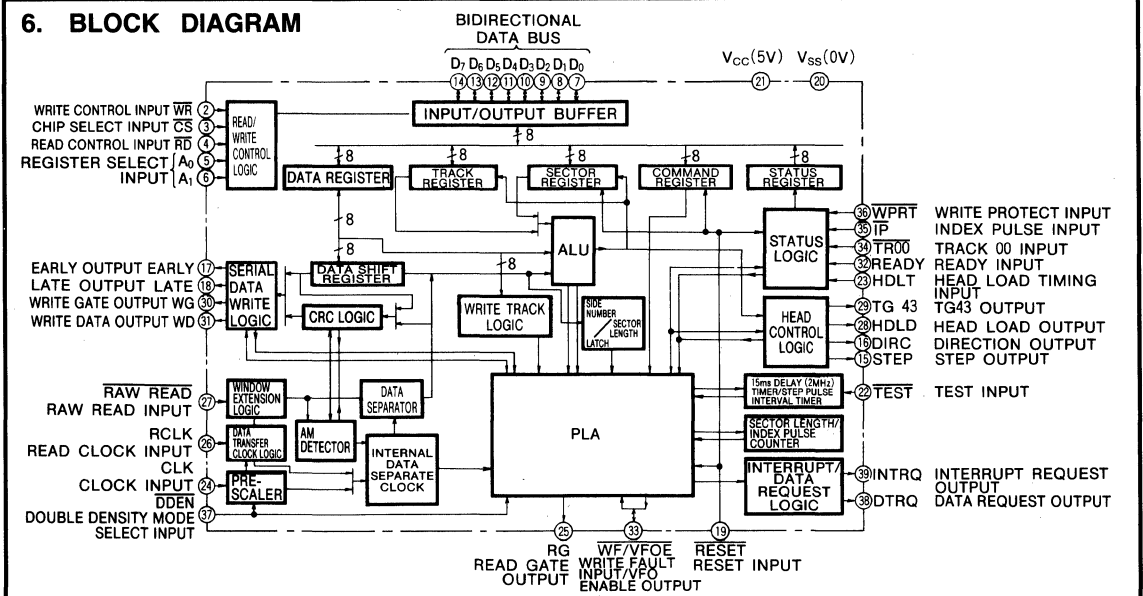 6. BLOCK DIAGRAM
BIDIRECTIONAL
DATA BUS
D7 D6 D5 D4 D3 D2 D1 D0
14 13 12 11 10 9 8 7
VCC(5V) VSS(0V)
21 20
INPUT/OUTPUT BUFFER
WRITE CONTROL INPUT WR 2
CHIP SELECT INPUT CS 3
READ CONTROL INPUT RD 4
REGISTER SELECT { A0 5
INPUT { A1 6
READ/
WRITE
CONTROL
LOGIC
8
8
8
8
8
8
DATA REGISTER
TRACK
REGISTER
SECTOR
REGISTER
COMMAND
REGISTER
STATUS
REGISTER
8
8
8
ALU
STATUS
LOGIC
36 WPRT WRITE PROTECT INPUT
35 IP INDEX PULSE INPUT
34 TR00 TRACK 00 INPUT
32 READY READY INPUT
23 HDLT HEAD LOAD TIMING
INPUT
EARLY OUTPUT EARLY 17
LATE OUTPUT LATE 18
WRITE GATE OUTPUT WG 30
WRITE DATA OUTPUT WD 31
SERIAL
DATA
WRITE
LOGIC
DATA SHIFT
REGISTER
CRC LOGIC
WRITE TRACK
LOGIC
SIDE
NUMBER
/SECTOR
LENGTH
LATCH
HEAD
CONTROL
LOGIC
29 TG 43 TG43 OUTPUT
28 HDLD HEAD LOAD OUTPUT
16 DIRC DIRECTION OUTPUT
15 STEP STEP OUTPUT
RAW READ
RAW READ INPUT
27
RCLK
READ CLOCK INPUT
26
CLK
CLOCK INPUT
24
DDEN
DOUBLE DENSITY MODE
SELECT INPUT
37
WINDOW
EXTENSION
LOGIC
DATA
TRANSFER
CLOCK LOGIC
PRE-
SCALER
AM
DETECTOR
DATA
SEPARATOR
INTERNAL
DATA
SEPARATE
CLOCK
PLA
15ms DELAY (2MHz)
TIMER/STEP PULSE
INTERVAL TIMER
22 TEST TEST INPUT
SECTOR LENGTH/
INDEX PULSE
COUNTER
INTERRUPT/
DATA
REQUEST
LOGIC
39 INTRQ INTERRUPT REQUEST
OUTPUT
38 DTRQ DATA REQUEST OUTPUT
25
RG
READ GATE
OUTPUT
33
WF/VFOE
WRITE FAULT
INPUT/VFO
ENABLE OUTPUT
19
RESET
RESET INPUT